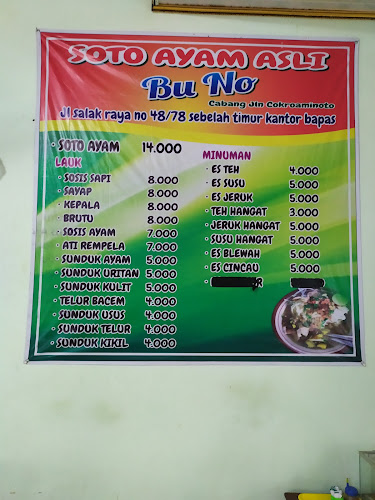 SOTO AYAM ASLI
Bu No
Cabang Jln Cokroaminoto
Jl salak raya no 48/78 sebelah timur kantor bapas
· SOTO AYAM 14.000
LAUK
· SOSIS SAPI 8.000
· SAYAP 8.000
· KEPALA 8.000
· BRUTU 8.000
· SOSIS AYAM 7.000
· ATI REMPELA 7.000
· SUNDUK AYAM 5.000
· SUNDUK URITAN 5.000
· SUNDUK KULIT 5.000
· TELUR BACEM 4.000
· SUNDUK USUS 4.000
· SUNDUK TELUR 4.000
· SUNDUK KIKIL 4.000
MINUMAN
· ES TEH 4.000
· ES SUSU 5.000
· ES JERUK 5.000
· TEH HANGAT 3.000
· JERUK HANGAT 5.000
· SUSU HANGAT 5.000
· ES BLEWAH 5.000
· ES CINCAU 5.000